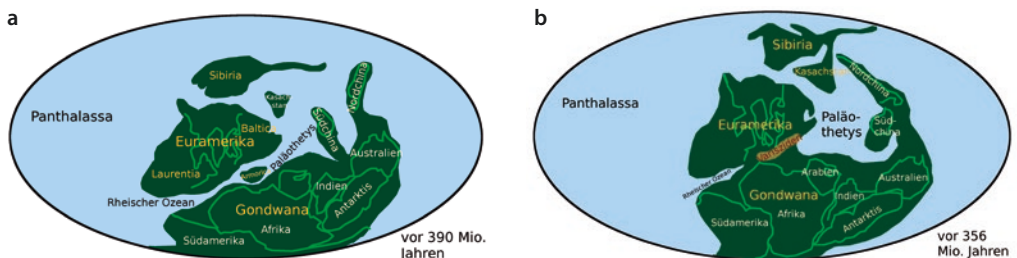 a
Sibiria
Kasach-
stan
Nordchina
Südchina
Panthalassa
Baltica
Euramerika
Paläothetys
Laurentia
Armorica
Australien
Indien
Antarktis
Rheischer Ozean
Gondwana
Afrika
Südamerika
vor 390 Mio.
Jahren
b
Sibiria
Kasachstan
Nordchina
Panthalassa
Euramerika
Paläo-
thetys
Süd-
china
Rheischer Ozean
Arabien
Australien
Gondwana
Indien
Südamerika
Afrika
Antarktis
vor 356
Mio. Jahren